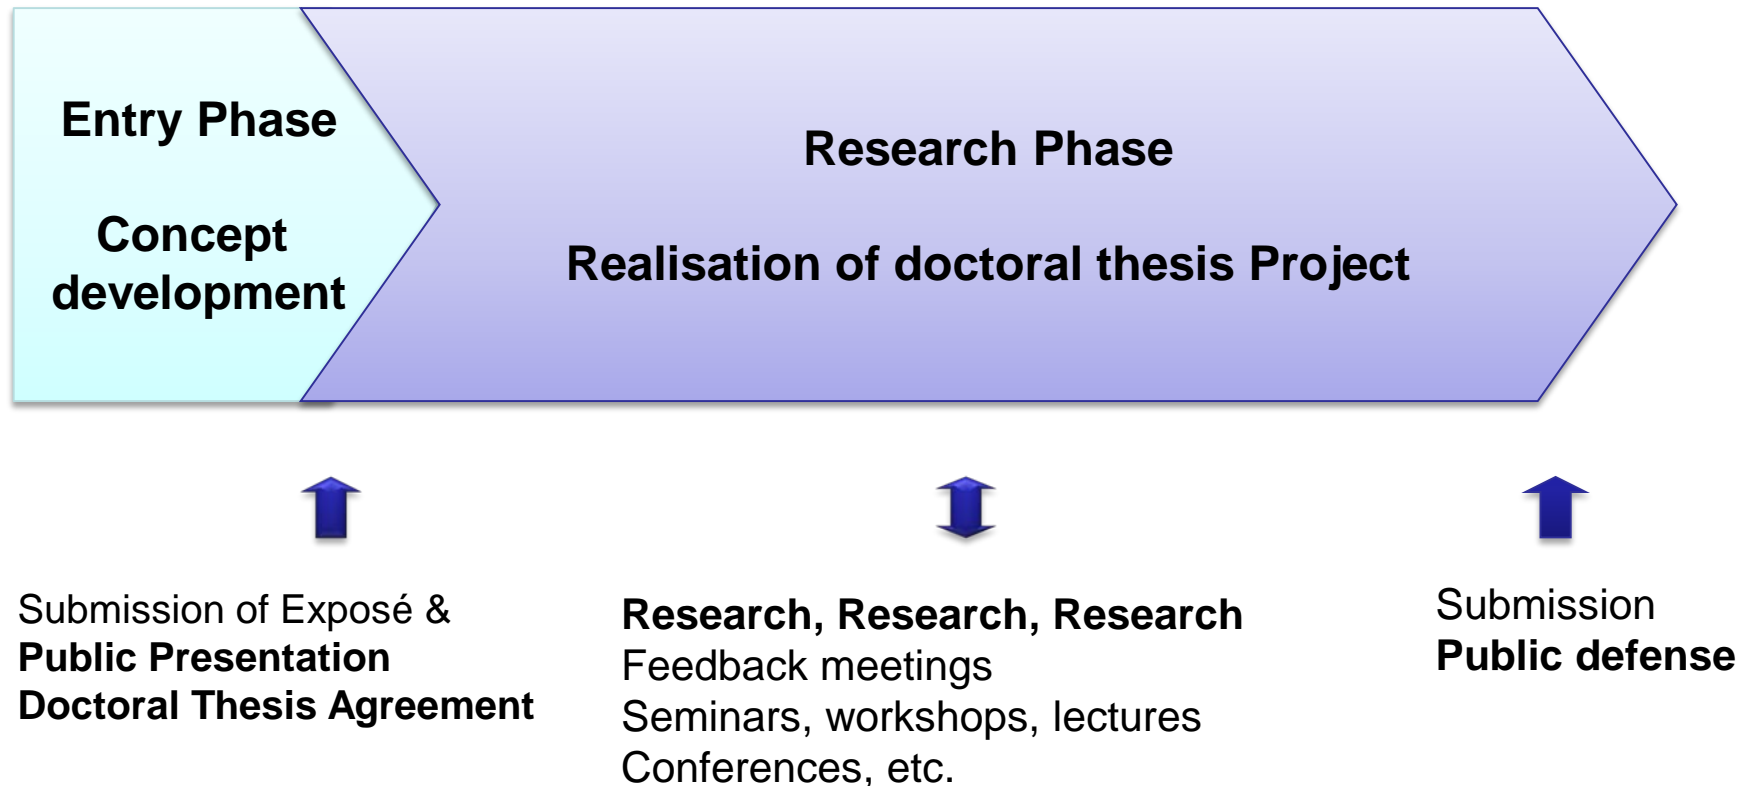 Entry Phase
Concept
development
Research Phase
Realisation of doctoral thesis Project
Submission of Exposé &
Public Presentation
Doctoral Thesis Agreement
Research, Research, Research
Feedback meetings
Seminars, workshops, lectures
Conferences, etc.
Submission
Public defense